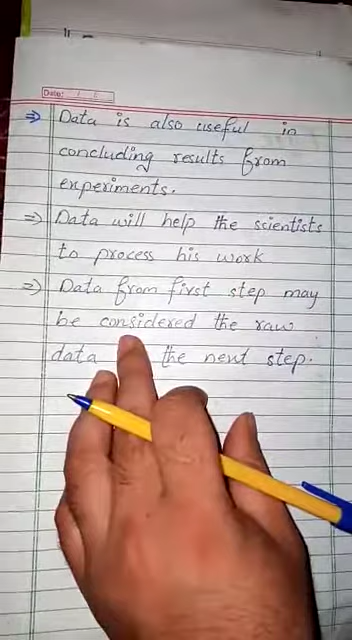 Date:
⇒ Data is also useful in
concluding results from
experiments.
⇒ Data will help the scientists
to process his work
⇒ Data from first step may
be considered the raw
data the next step.